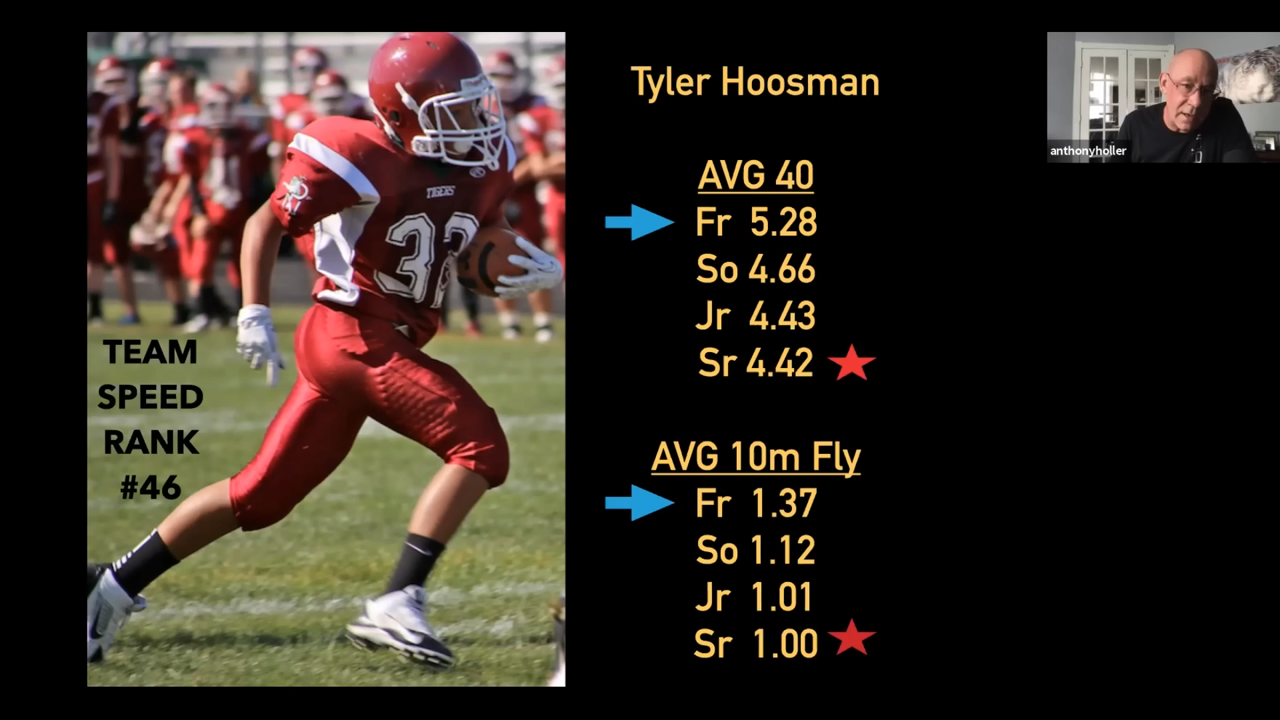 Tyler Hoosman
AVG 40
Fr 5.28
So 4.66
Jr 4.43
Sr 4.42
AVG 10m Fly
Fr 1.37
So 1.12
Jr 1.01
Sr 1.00
TEAM
SPEED
RANK
#46
TIGERS
32
anthonyholler